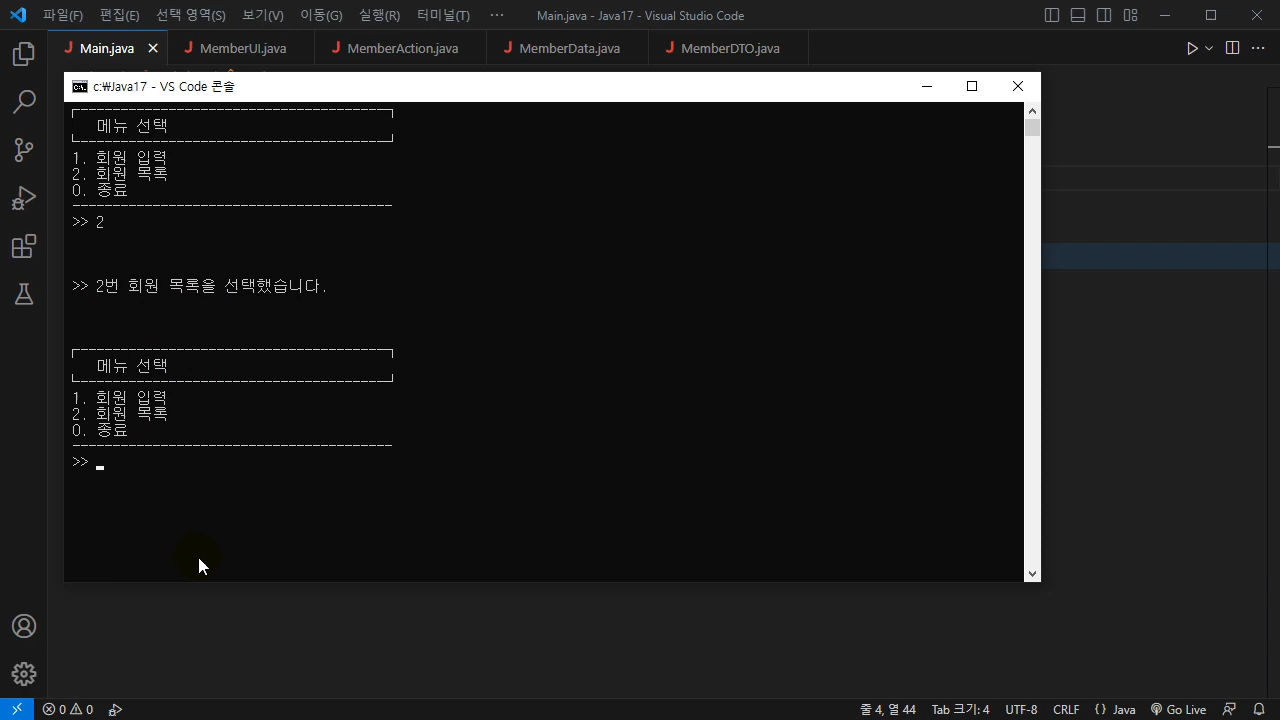 파일(F) 편집(E) 선택 영역(S) 보기(V) 이동(G) 실행(R) 터미널(T) ··· Main.java - Java17 - Visual Studio Code
Main.java MemberUI.java MemberAction.java MemberData.java MemberDTO.java
c:₩Java17 - VS Code 콘솔
메뉴 선택
1. 회원 입력
2. 회원 목록
0. 종료
----------------------------------------
>> 2
>> 2번 회원 목록을 선택했습니다.
메뉴 선택
1. 회원 입력
2. 회원 목록
0. 종료
----------------------------------------
>>
0 0 줄 4, 열 44 Tab 크기: 4 UTF-8 CRLF {} Java Go Live